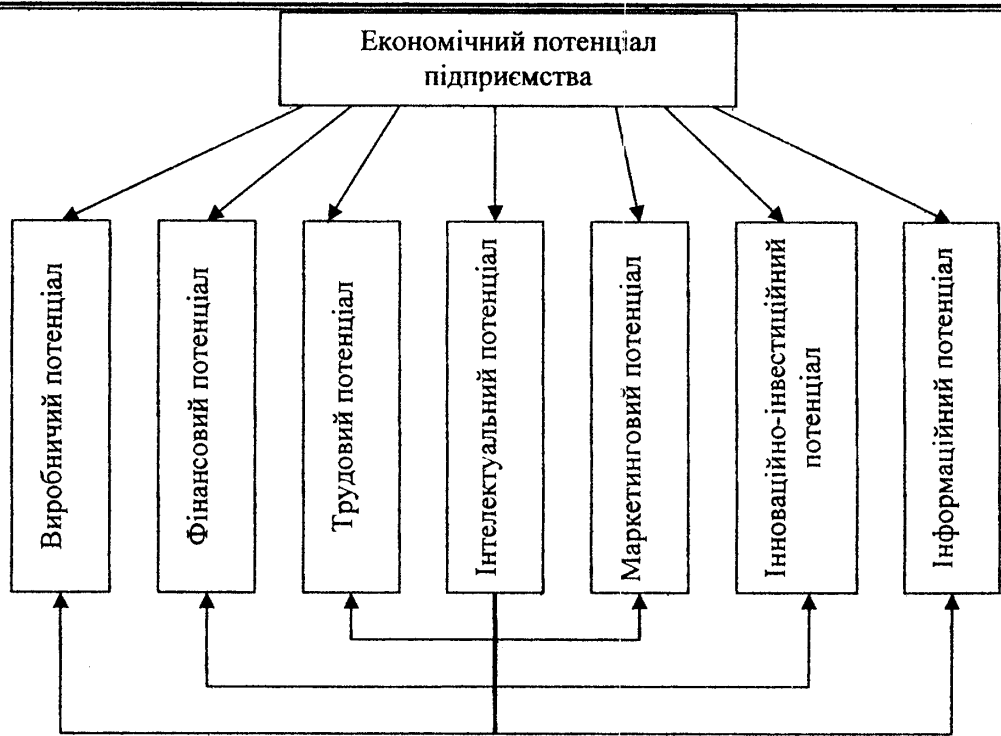 Економічний потенціал
підприємства
Виробничий потенціал
Фінансовий потенціал
Трудовий потенціал
Інтелектуальний потенціал
Маркетинговий потенціал
Інноваційно-інвестиційний
потенціал
Інформаційний потенціал